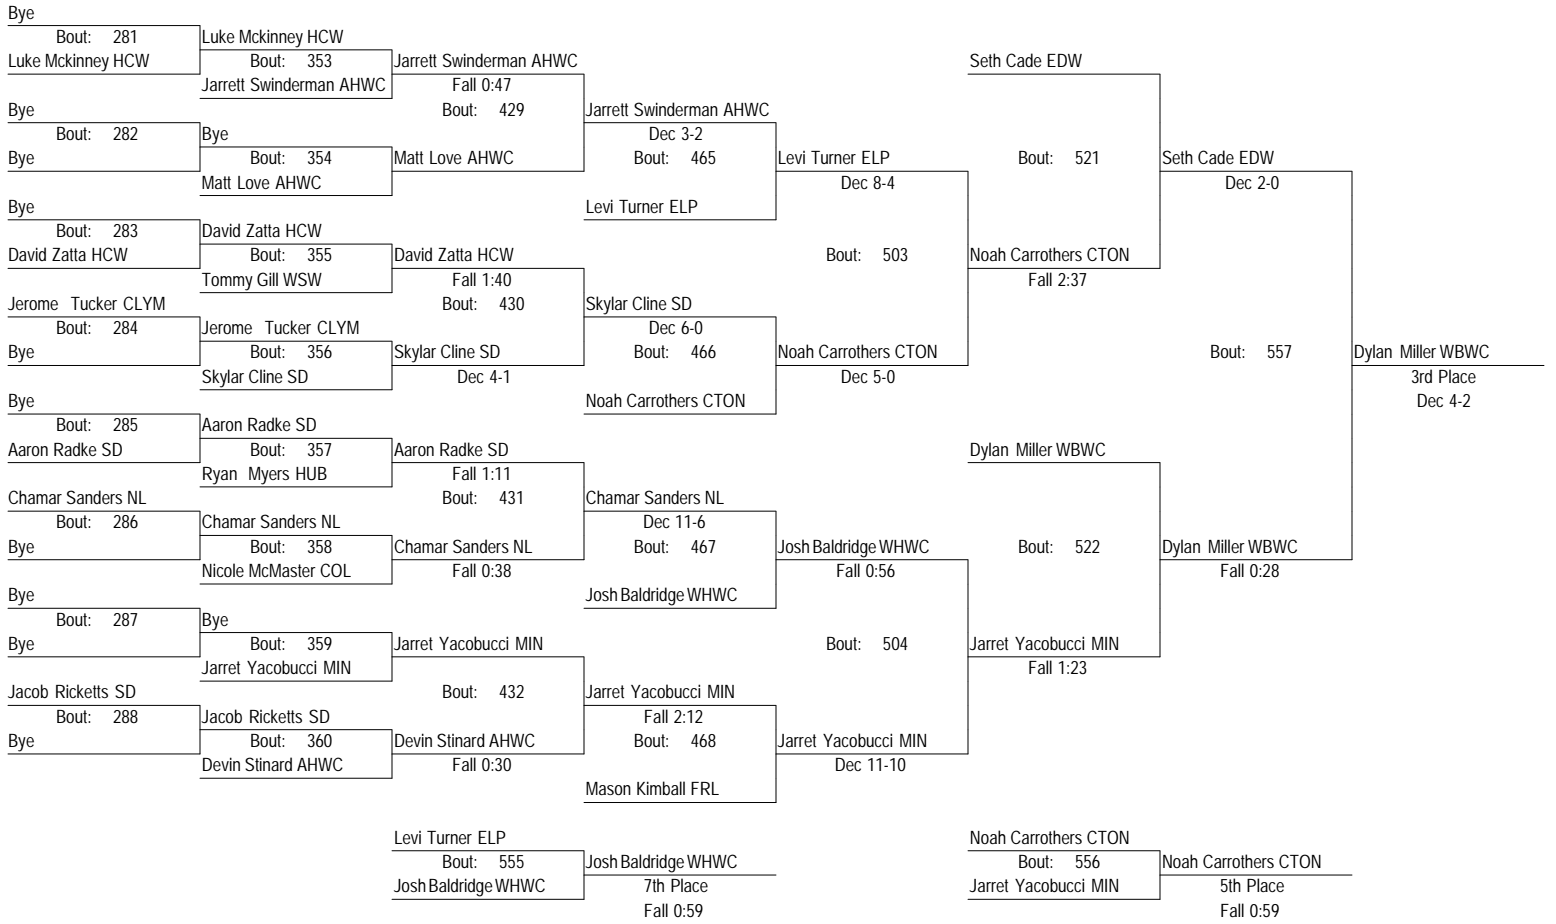 Bye
Bout: 281 Luke Mckinney HCW
Luke Mckinney HCW Bout: 353 Jarrett Swinderman AHWC Seth Cade EDW
Jarrett Swinderman AHWC Fall 0:47
Bye Bout: 429 Jarrett Swinderman AHWC
Bout: 282 Bye Dec 3-2
Bye Bout: 354 Matt Love AHWC Bout: 465 Levi Turner ELP Bout: 521 Seth Cade EDW
Matt Love AHWC Dec 8-4 Dec 2-0
Bye Levi Turner ELP
Bout: 283 David Zatta HCW
David Zatta HCW Bout: 355 David Zatta HCW Bout: 503 Noah Carrothers CTON
Tommy Gill WSW Fall 1:40 Fall 2:37
Jerome Tucker CLYM Bout: 430 Skylar Cline SD
Bout: 284 Jerome Tucker CLYM Dec 6-0
Bye Bout: 356 Skylar Cline SD Bout: 466 Noah Carrothers CTON Bout: 557 Dylan Miller WBWC
Skylar Cline SD Dec 4-1 Dec 5-0 3rd Place
Bye Noah Carrothers CTON Dec 4-2
Bout: 285 Aaron Radke SD
Aaron Radke SD Bout: 357 Aaron Radke SD Dylan Miller WBWC
Ryan Myers HUB Fall 1:11
Chamar Sanders NL Bout: 431 Chamar Sanders NL
Bout: 286 Chamar Sanders NL Dec 11-6
Bye Bout: 358 Chamar Sanders NL Bout: 467 Josh Baldridge WHWC Bout: 522 Dylan Miller WBWC
Nicole McMaster COL Fall 0:38 Fall 0:56 Fall 0:28
Bye Josh Baldridge WHWC
Bout: 287 Bye
Bye Bout: 359 Jarret Yacobucci MIN Bout: 504 Jarret Yacobucci MIN
Jarret Yacobucci MIN Fall 1:23
Jacob Ricketts SD Bout: 432 Jarret Yacobucci MIN
Bout: 288 Jacob Ricketts SD Fall 2:12
Bye Bout: 360 Devin Stinard AHWC Bout: 468 Jarret Yacobucci MIN
Devin Stinard AHWC Fall 0:30 Dec 11-10
Mason Kimball FRL
Levi Turner ELP Noah Carrothers CTON
Bout: 555 Josh Baldridge WHWC Bout: 556 Noah Carrothers CTON
Josh Baldridge WHWC 7th Place Jarret Yacobucci MIN 5th Place
Fall 0:59 Fall 0:59